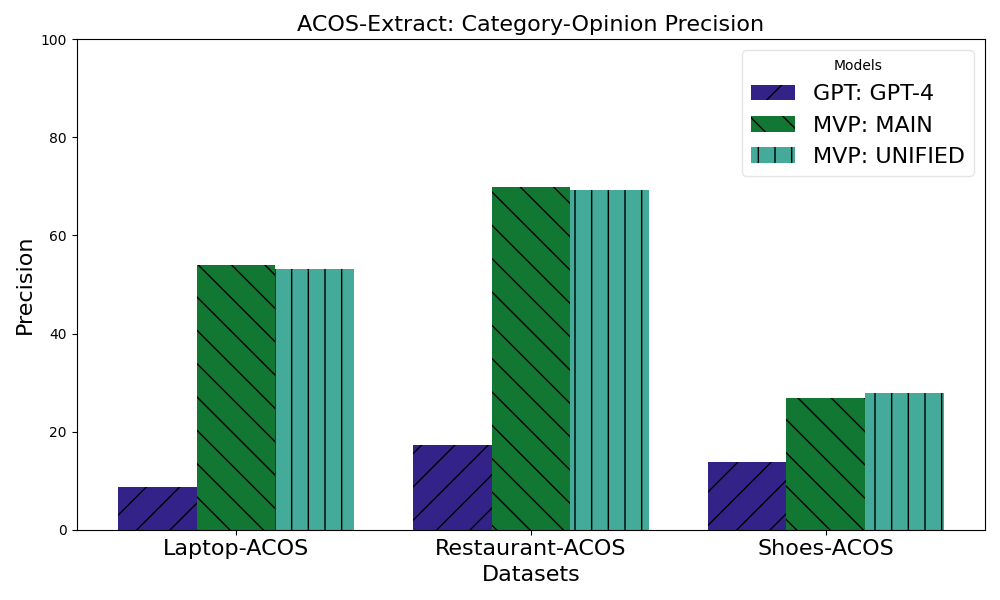 ACOS-Extract: Category-Opinion Precision
100
80
60
40
20
0
Precision
Models
GPT: GPT-4
MVP: MAIN
MVP: UNIFIED
Laptop-ACOS
Restaurant-ACOS
Shoes-ACOS
Datasets